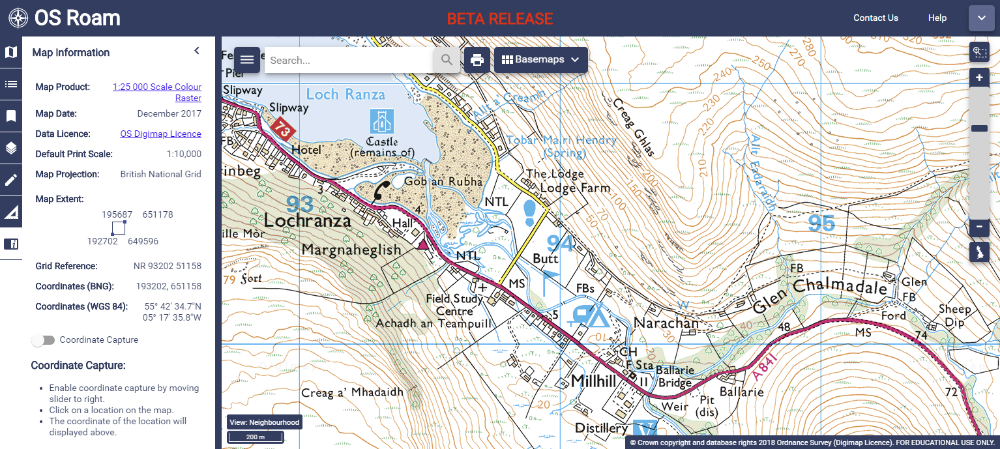 OS Roam
BETA RELEASE
Contact Us
Help
Map Information
Map Product:
1:25 000 Scale Colour
Raster
Map Date:
December 2017
Data Licence:
OS Digimap Licence
Default Print Scale:
1:10,000
Map Projection:
British National Grid
Map Extent:
195687 651178
192702 649596
Grid Reference:
NR 93202 51158
Coordinates (BNG):
193202, 651158
Coordinates (WGS 84):
55° 42' 34.7"N
05° 17' 35.8"W
Coordinate Capture
Coordinate Capture:
• Enable coordinate capture by moving
slider to right.
• Click on a location on the map.
• The coordinate of the location will
displayed above.
Search...
Basemaps
Pier
Slipway
Slipway
Loch Ranza
73
Castle
(remains of)
FB
Hotel
Allt a' Creamh
Creag Ghlas
Tobar Mairi Hendry
(Spring)
The Lodge
Lodge Farm
Gob an Rubha
rinbeg
3
93
4
NTL
Lochranza
Hall
ille Mòr
Margnaheglish
NTL
94
95
Butt
79
Fort
MS
FBs
Field Study
Centre
Achadh an Teampuill
5
Narachan
W
FB
Glen Chalmadale
Glen
FB
Sheep
Dip
Ford
MS
48
74
72
A841
240
250
260
270
280
230
220
210
200
150
100
50
40
30
20
10
CH
F Sta
Ballarie
Bridge
Millhill
11
Ballarie
Weir
Pit
(dis)
Creag a' Mhadaidh
20
FBs
Distillery
V
View: Neighbourhood
200 m
© Crown copyright and database rights 2018 Ordnance Survey (Digimap Licence). FOR EDUCATIONAL USE ONLY.